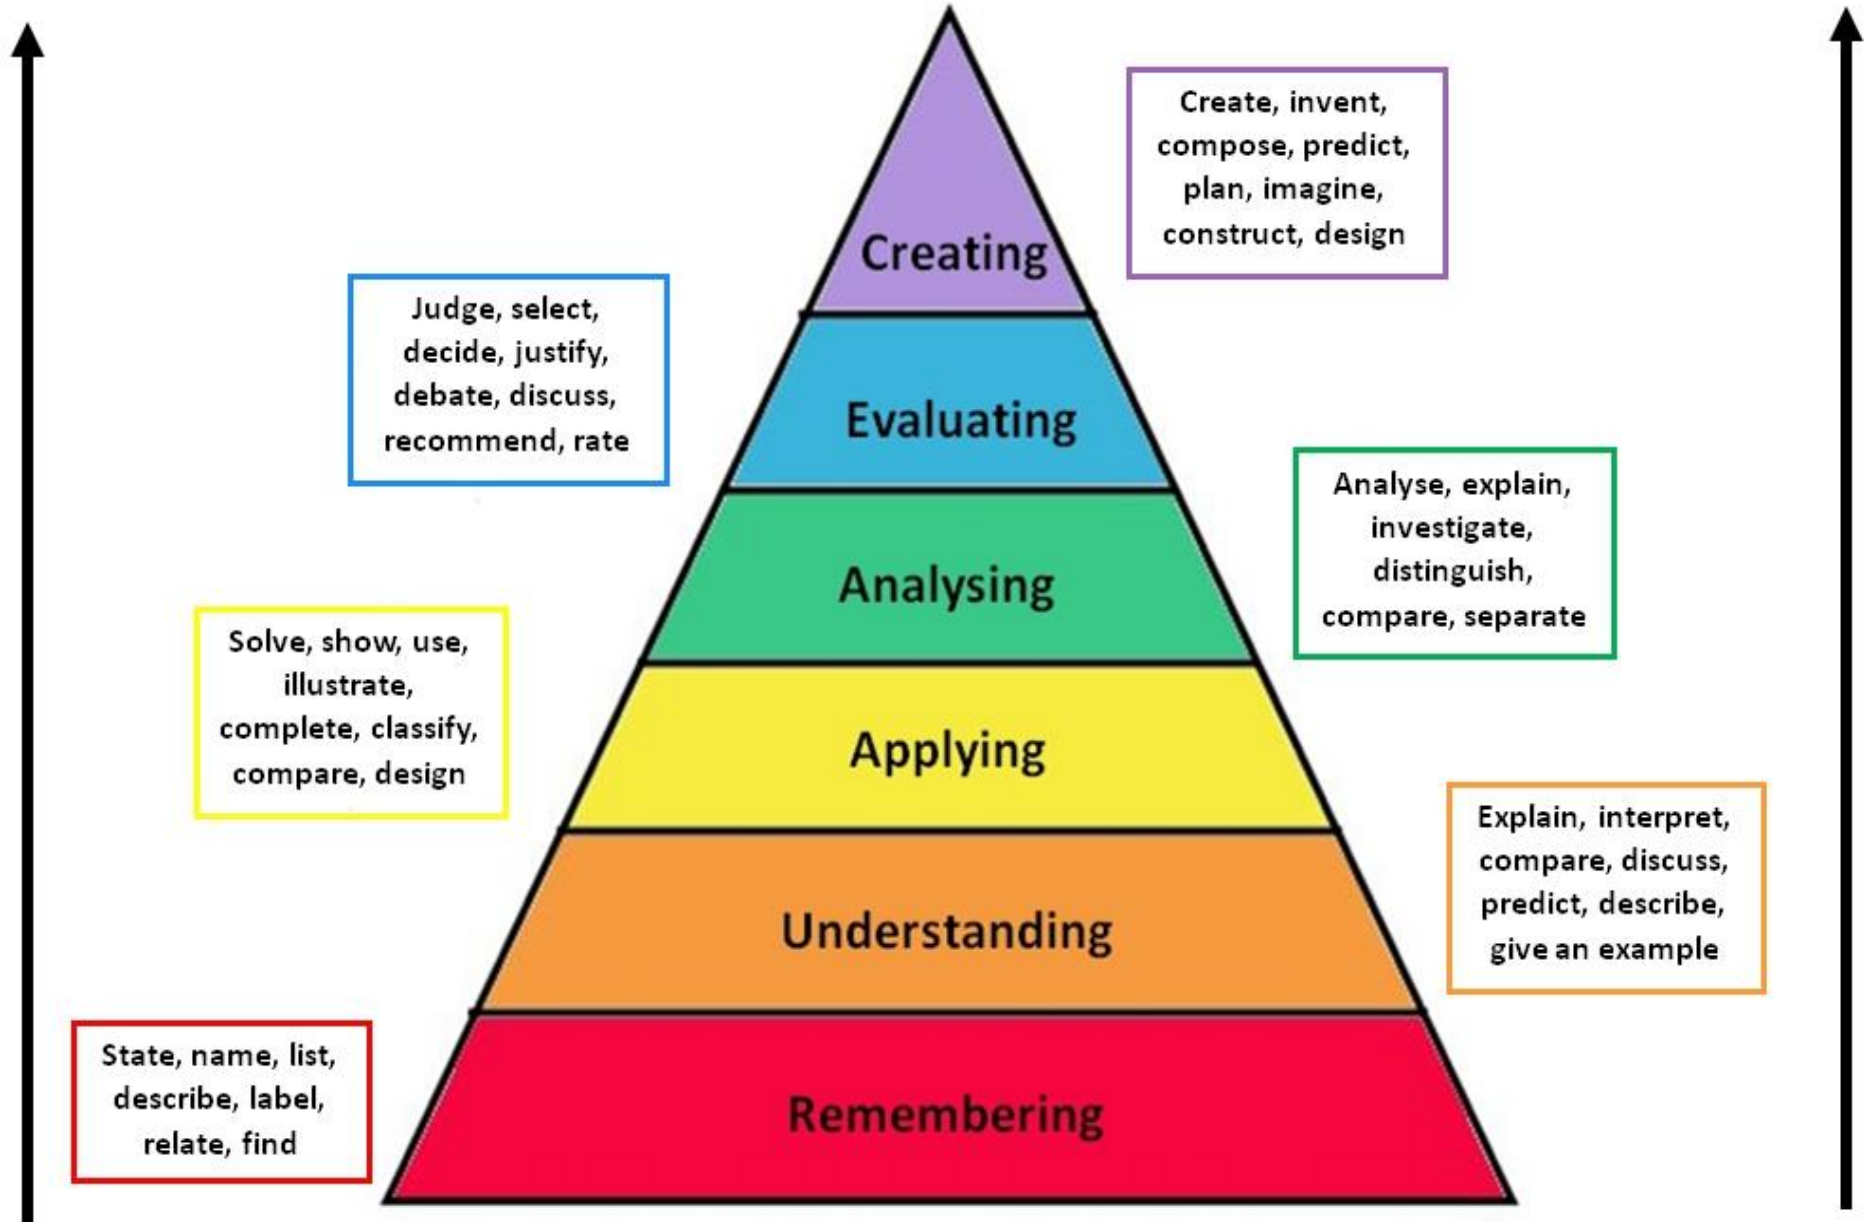 Create, invent,
compose, predict,
plan, imagine,
construct, design
Creating
Judge, select,
decide, justify,
debate, discuss,
recommend, rate
Evaluating
Analyse, explain,
investigate,
distinguish,
compare, separate
Analysing
Solve, show, use,
illustrate,
complete, classify,
compare, design
Applying
Explain, interpret,
compare, discuss,
predict, describe,
give an example
Understanding
State, name, list,
describe, label,
relate, find
Remembering